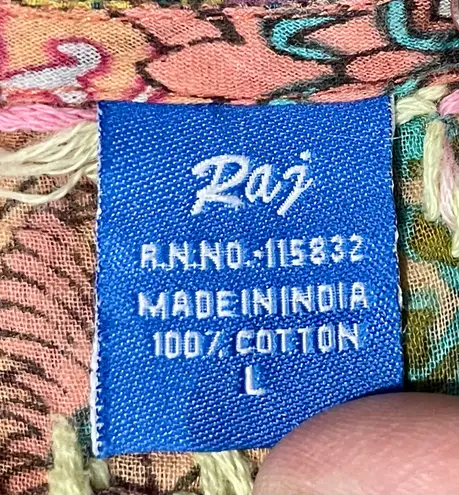 Raj
R.N.NO.-115832
MADE IN INDIA
100% COTTON
L